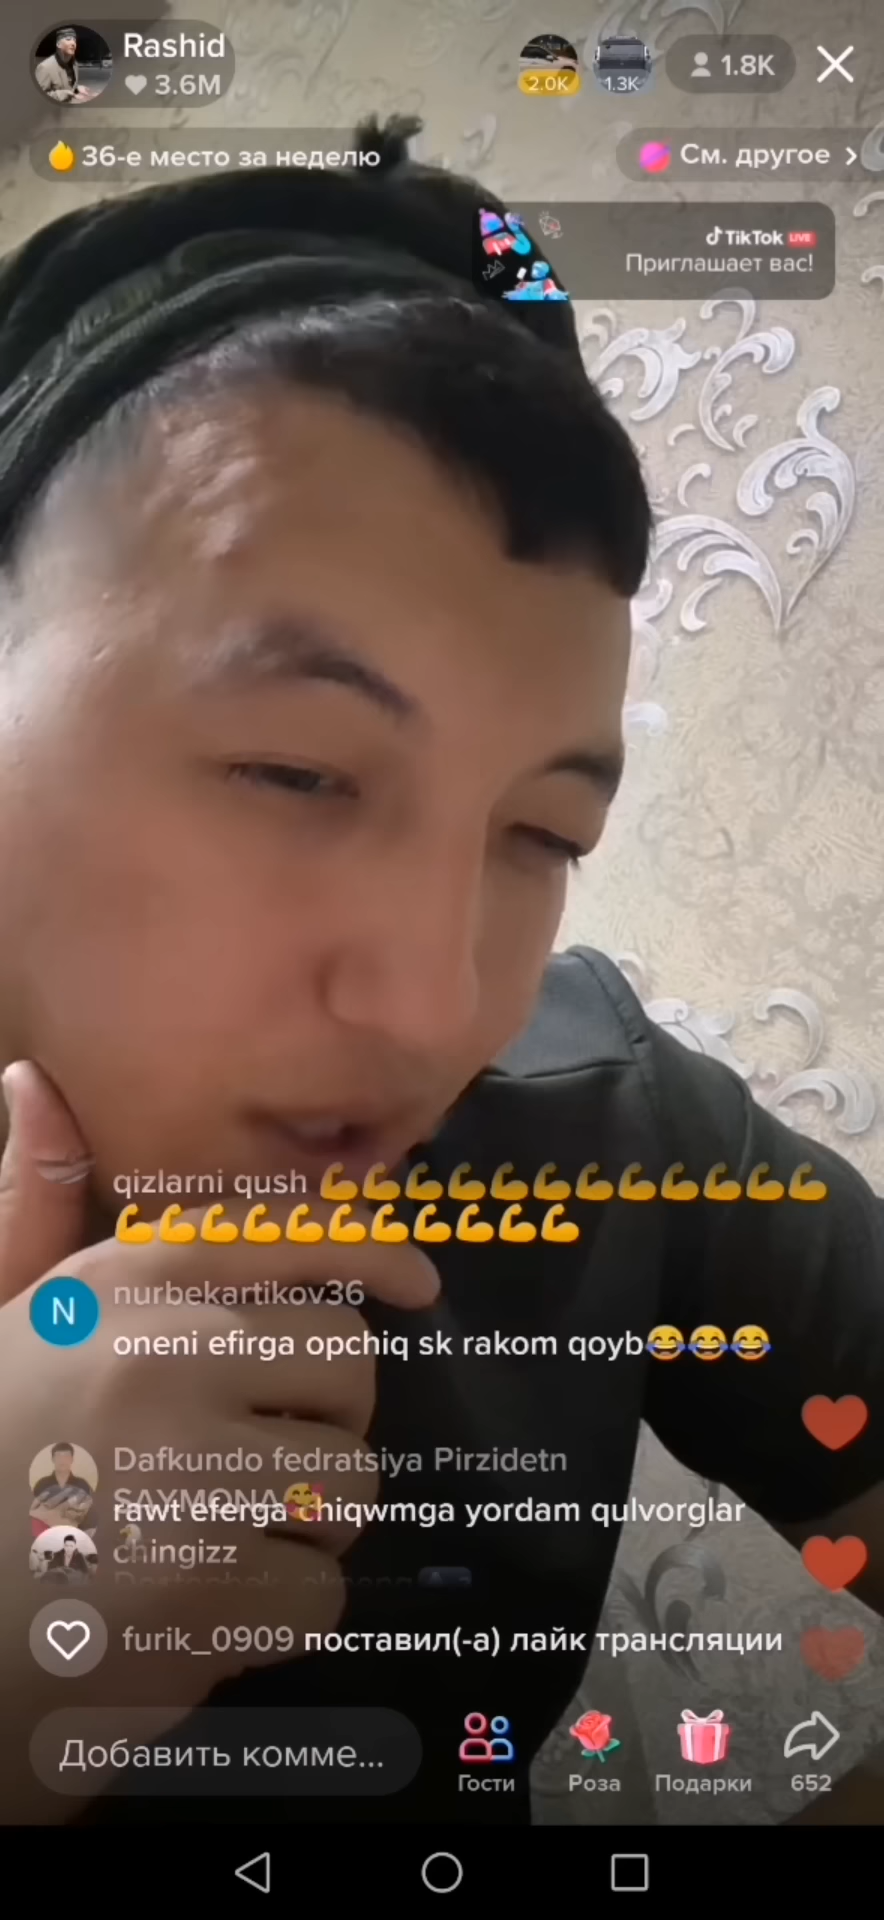 Rashid
3.6M
2.0K
1.3K
1.8K
36-е место за неделю
См. другое
TikTok LIVE
Приглашает вас!
qizlarni qush 💪💪💪💪💪💪💪💪💪💪💪💪
💪💪💪💪💪💪💪💪💪💪💪
N
nurbekartikov36
oneni efirga opchiq sk rakom qoyb😂😂😂
Dafkundo fedratsiya Pirzidetn
SAYMONA🥰
rawt eferga chiqwmga yordam qulvorglar
chingizz
furik_0909 поставил(-а) лайк трансляции
Добавить комме...
Гости
Роза
Подарки
652